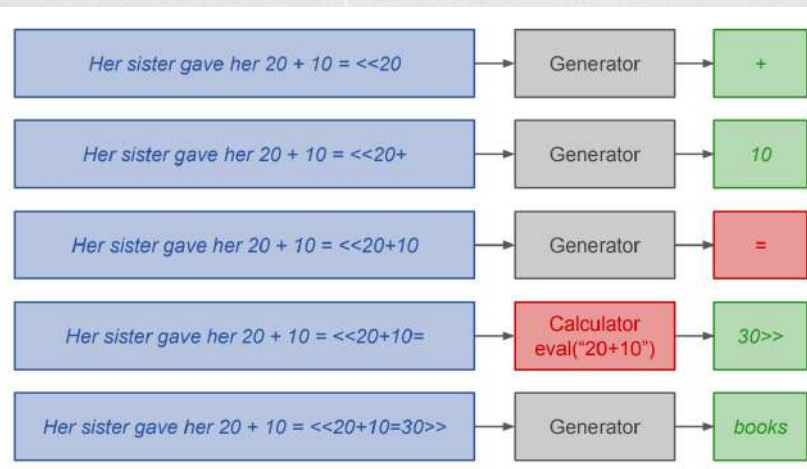 Her sister gave her 20 + 10 = <<20 Generator +
Her sister gave her 20 + 10 = <<20+ Generator 10
Her sister gave her 20 + 10 = <<20+10 Generator =
Her sister gave her 20 + 10 = <<20+10= Calculator eval(“20+10”) 30>>
Her sister gave her 20 + 10 = <<20+10=30>> Generator books